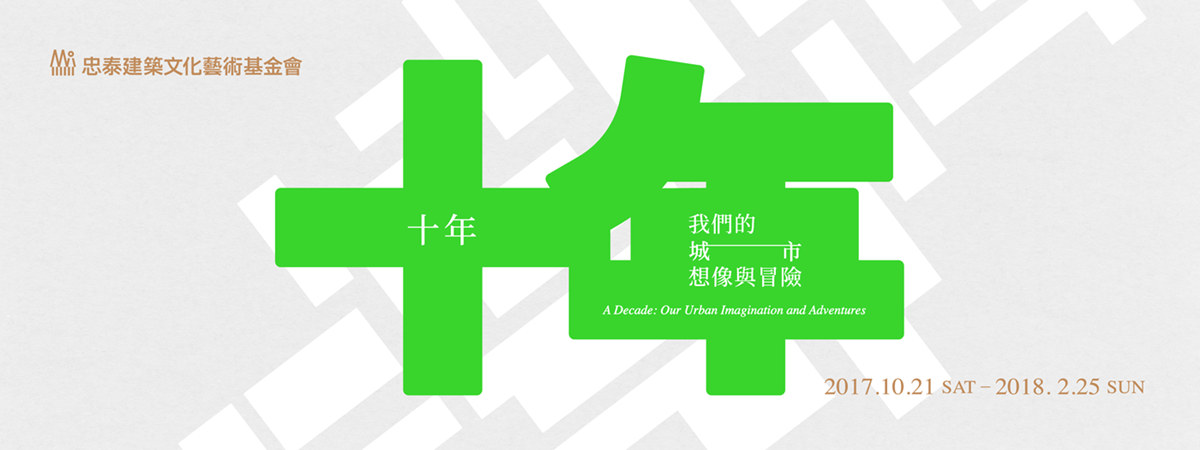 忠泰建築文化藝術基金會
十年
十年
我們的
城市
想像與冒險
A Decade: Our Urban Imagination and Adventures
2017.10.21 SAT – 2018. 2.25 SUN